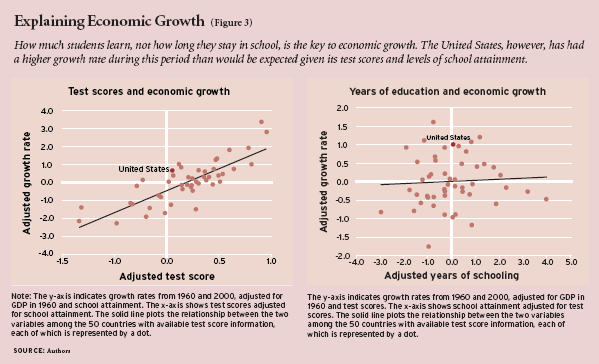 Explaining Economic Growth (Figure 3)
How much students learn, not how long they stay in school, is the key to economic growth. The United States, however, has had
a higher growth rate during this period than would be expected given its test scores and levels of school attainment.
Test scores and economic growth
Adjusted growth rate
4.0
3.0
2.0
1.0
0.0
-1.0
-2.0
-3.0
-4.0
United States
-1.5
-1.0
-0.5
0.0
0.5
1.0
Adjusted test score
Note: The y-axis indicates growth rates from 1960 and 2000, adjusted for
GDP in 1960 and school attainment. The x-axis shows test scores adjusted
for school attainment. The solid line plots the relationship between the two
variables among the 50 countries with available test score information,
each of which is represented by a dot.
Years of education and economic growth
Adjusted growth rate
2.0
1.5
1.0
0.5
0.0
-0.5
-1.0
-1.5
-2.0
United States
-4.0
-3.0
-2.0
-1.0
0.0
1.0
2.0
3.0
4.0
5.0
Adjusted years of schooling
The y-axis indicates growth rates from 1960 and 2000, adjusted for GDP in
1960 and test scores. The x-axis shows school attainment adjusted for test
scores. The solid line plots the relationship between the two variables
among the 50 countries with available test score information, each of
which is represented by a dot.
SOURCE: Authors